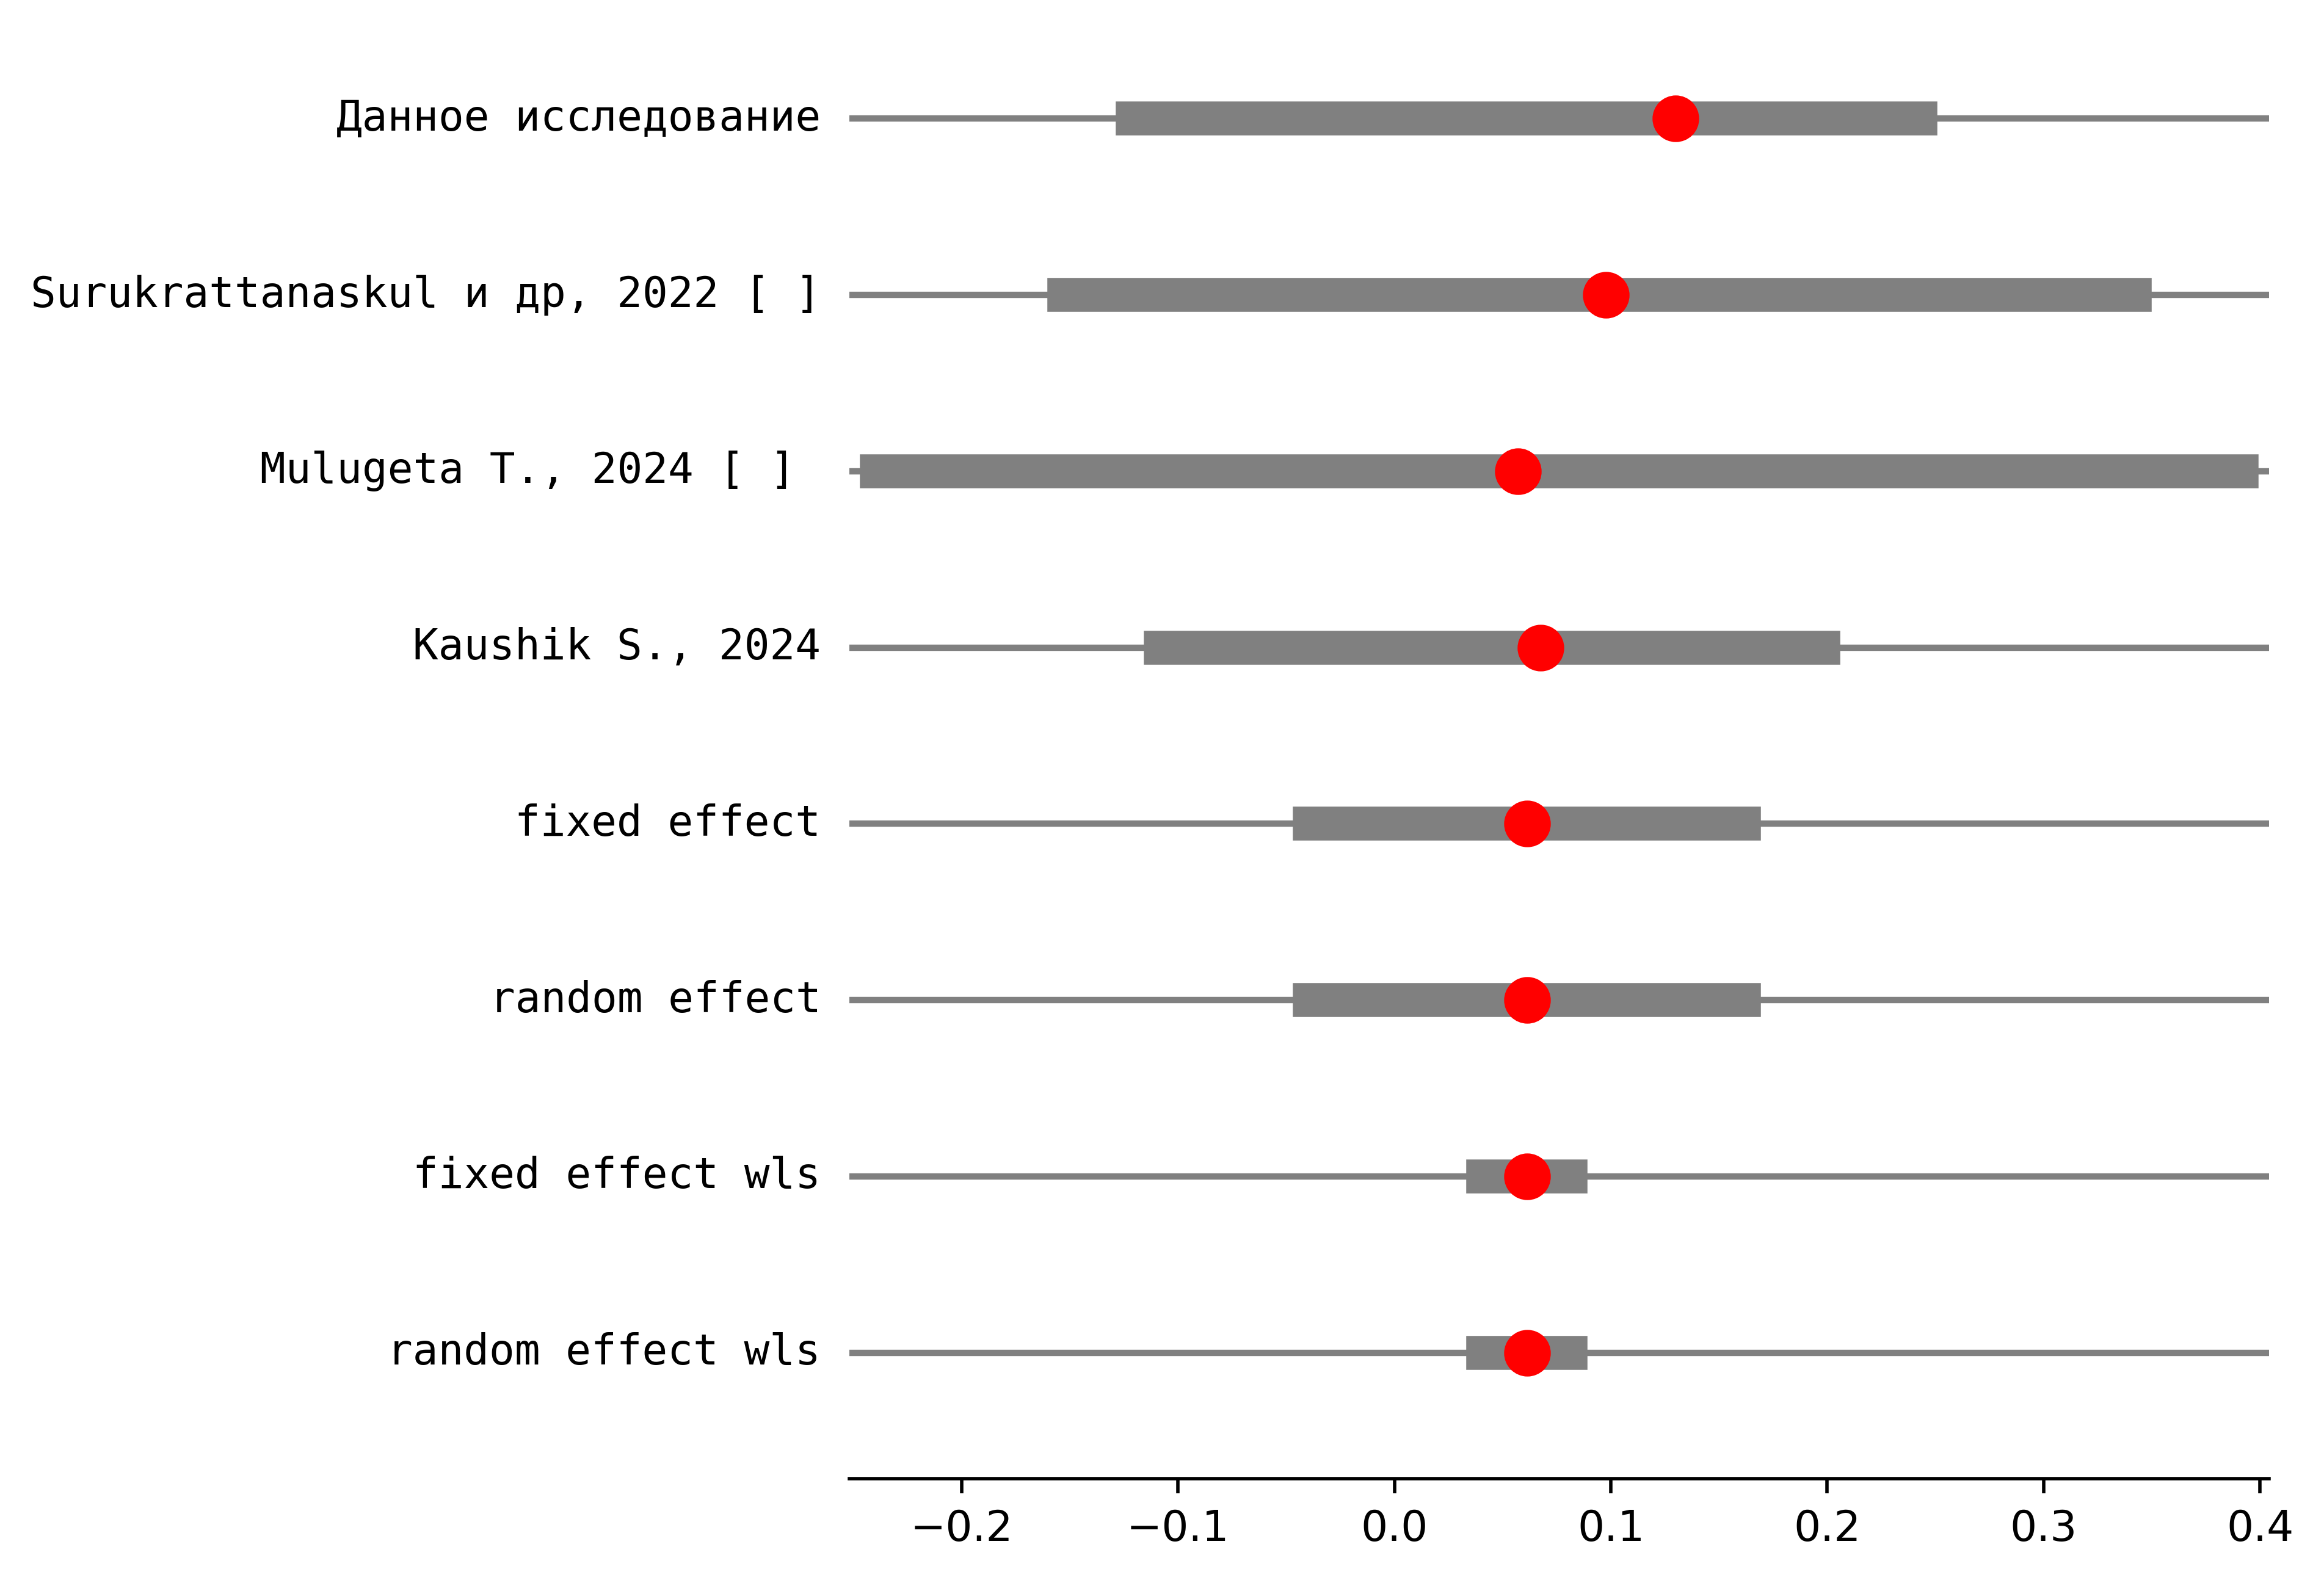 Данное исследование
Surukrattanaskul и др, 2022 [ ]
Mulugeta T., 2024 [ ]
Kaushik S., 2024
fixed effect
random effect
fixed effect wls
random effect wls
−0.2 −0.1 0.0 0.1 0.2 0.3 0.4